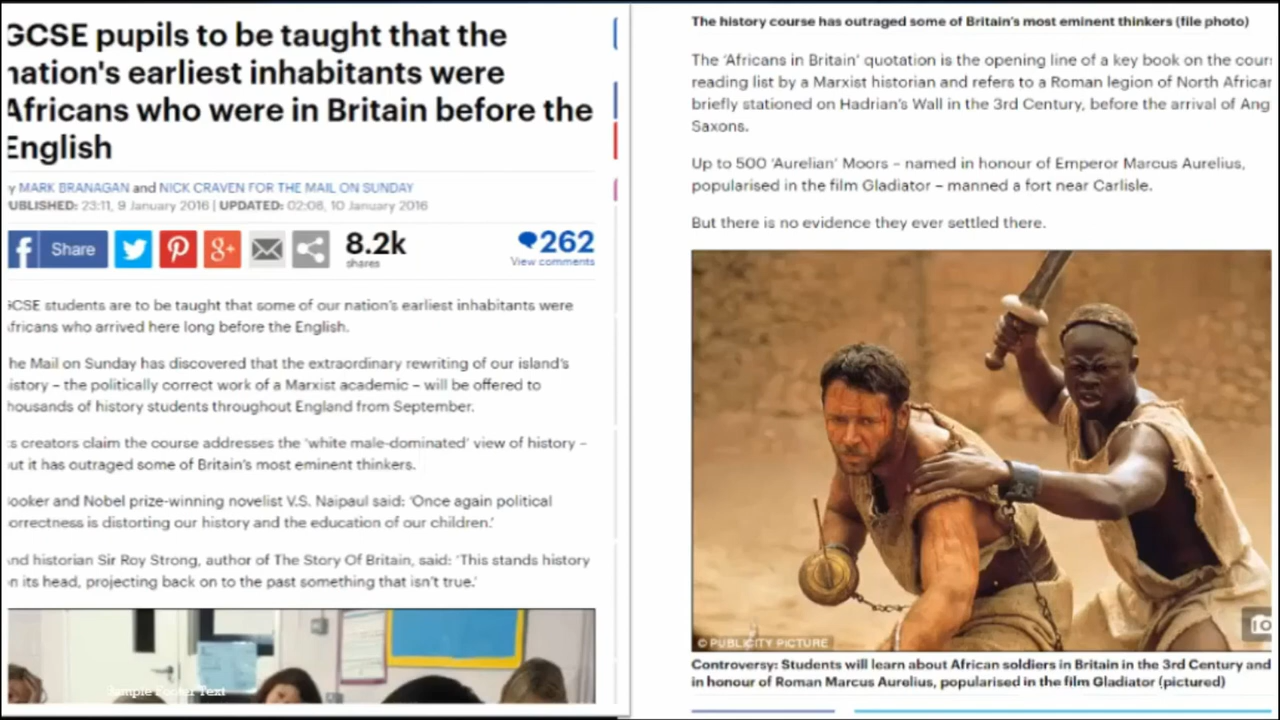 GCSE pupils to be taught that the
nation's earliest inhabitants were
Africans who were in Britain before the
English
y MARK BRANAGAN and NICK CRAVEN FOR THE MAIL ON SUNDAY
UBLISHED: 23:11, 9 January 2016 | UPDATED: 02:08, 10 January 2016
f Share
g+
8.2k
shares
262
View comments
GCSE students are to be taught that some of our nation's earliest inhabitants were
fricans who arrived here long before the English.
he Mail on Sunday has discovered that the extraordinary rewriting of our island's
istory – the politically correct work of a Marxist academic – will be offered to
housands of history students throughout England from September.
s creators claim the course addresses the 'white male-dominated' view of history –
ut it has outraged some of Britain's most eminent thinkers.
ooker and Nobel prize-winning novelist V.S. Naipaul said: 'Once again political
orrectness is distorting our history and the education of our children.'
nd historian Sir Roy Strong, author of The Story Of Britain, said: 'This stands history
n its head, projecting back on to the past something that isn't true.'
Sample Footer Text
The history course has outraged some of Britain's most eminent thinkers (file photo)
The 'Africans in Britain' quotation is the opening line of a key book on the cour
reading list by a Marxist historian and refers to a Roman legion of North African
briefly stationed on Hadrian's Wall in the 3rd Century, before the arrival of Ang
Saxons.
Up to 500 'Aurelian' Moors – named in honour of Emperor Marcus Aurelius,
popularised in the film Gladiator – manned a fort near Carlisle.
But there is no evidence they ever settled there.
© PUBLICITY PICTURE
Controversy: Students will learn about African soldiers in Britain in the 3rd Century and
in honour of Roman Marcus Aurelius, popularised in the film Gladiator (pictured)